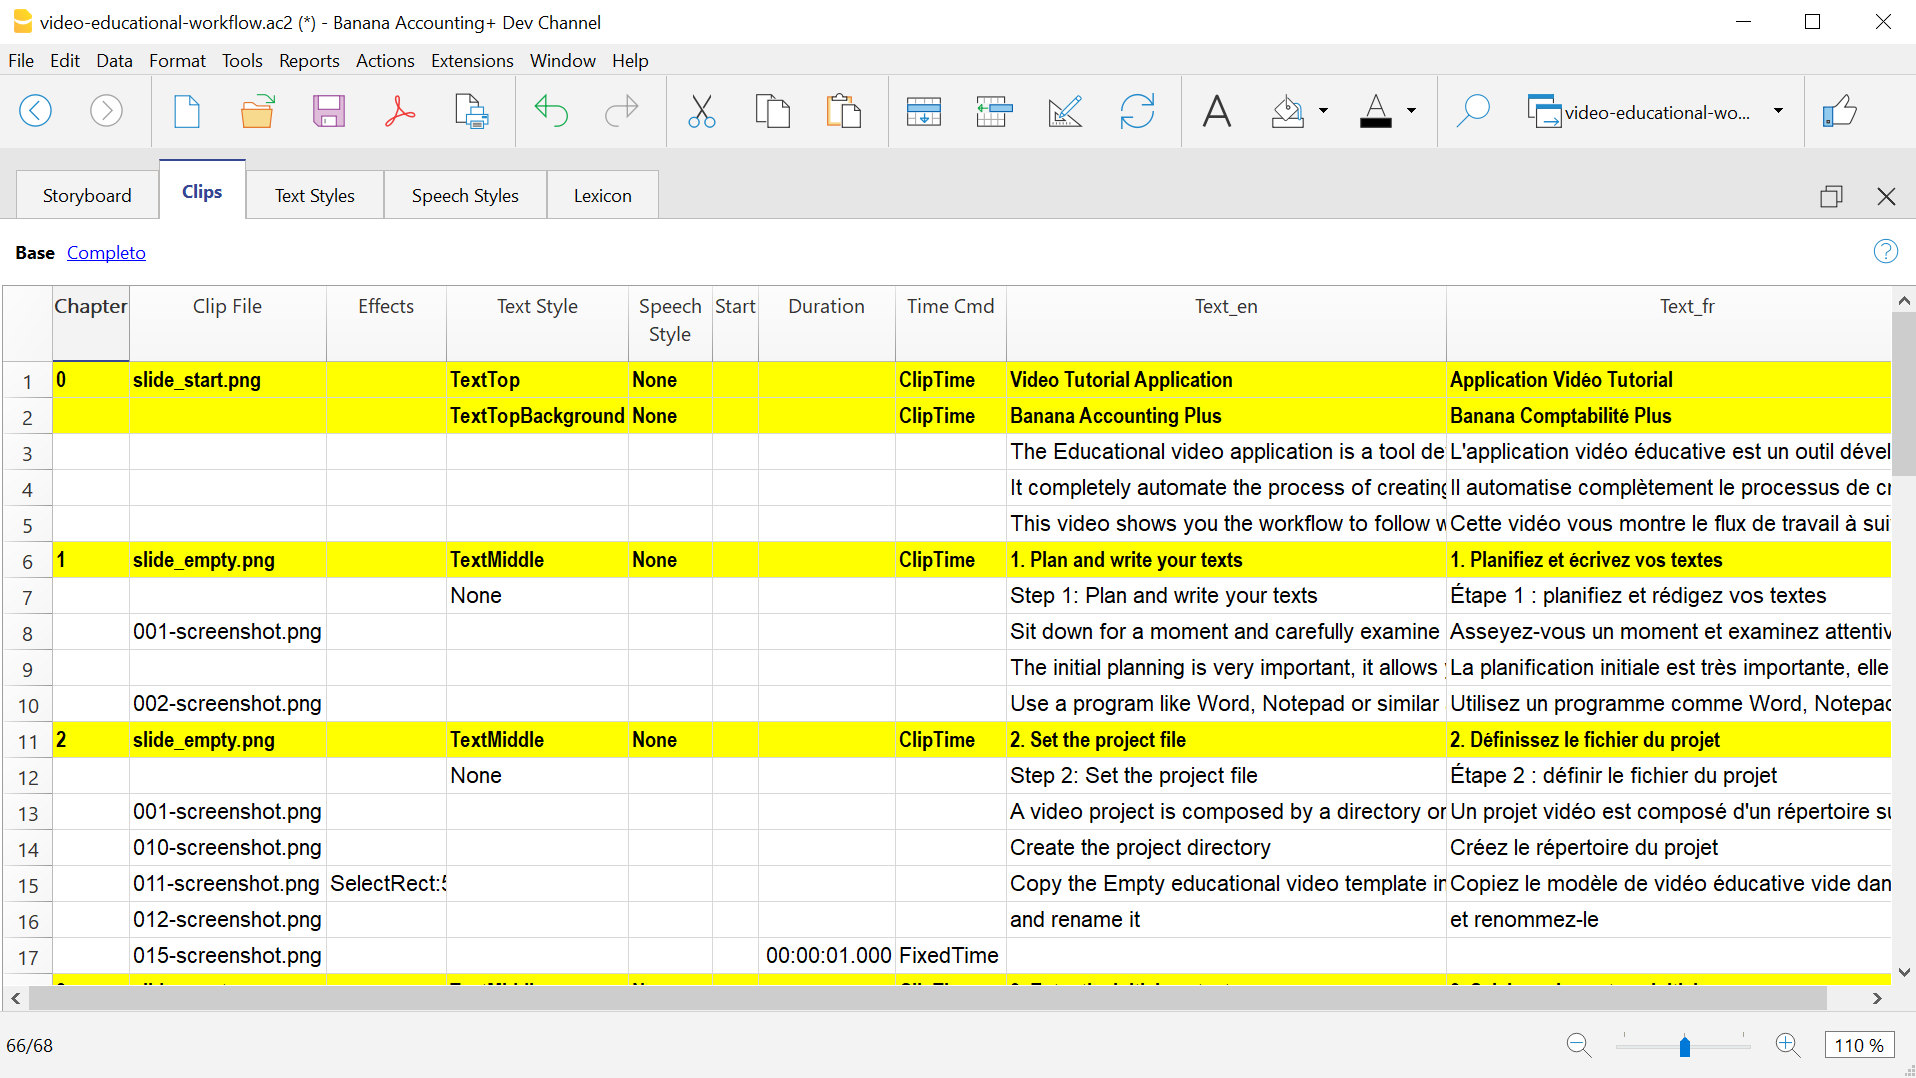 video-educational-workflow.ac2 (*) - Banana Accounting+ Dev Channel
File Edit Data Format Tools Reports Actions Extensions Window Help
video-educational-wo...
Storyboard Clips Text Styles Speech Styles Lexicon
Base Completo
Chapter Clip File Effects Text Style Speech Style Start Duration Time Cmd Text_en Text_fr
1 0 slide_start.png TextTop None ClipTime Video Tutorial Application Application Vidéo Tutorial
2 TextTopBackground None ClipTime Banana Accounting Plus Banana Comptabilité Plus
3 The Educational video application is a tool de L'application vidéo éducative est un outil dével
4 It completely automate the process of creating Il automatise complètement le processus de cr
5 This video shows you the workflow to follow w Cette vidéo vous montre le flux de travail à sui
6 1 slide_empty.png TextMiddle None ClipTime 1. Plan and write your texts 1. Planifiez et écrivez vos textes
7 None Step 1: Plan and write your texts Étape 1 : planifiez et rédigez vos textes
8 001-screenshot.png Sit down for a moment and carefully examine Asseyez-vous un moment et examinez attentiv
9 The initial planning is very important, it allows La planification initiale est très importante, elle
10 002-screenshot.png Use a program like Word, Notepad or similar Utilisez un programme comme Word, Notepad
11 2 slide_empty.png TextMiddle None ClipTime 2. Set the project file 2. Définissez le fichier du projet
12 None Step 2: Set the project file Étape 2 : définir le fichier du projet
13 001-screenshot.png A video project is composed by a directory or Un projet vidéo est composé d'un répertoire su
14 010-screenshot.png Create the project directory Créez le répertoire du projet
15 011-screenshot.png SelectRect:5 Copy the Empty educational video template in Copiez le modèle de vidéo éducative vide dan
16 012-screenshot.png and rename it et renommez-le
17 015-screenshot.png 00:00:01.000 FixedTime
66/68 110 %